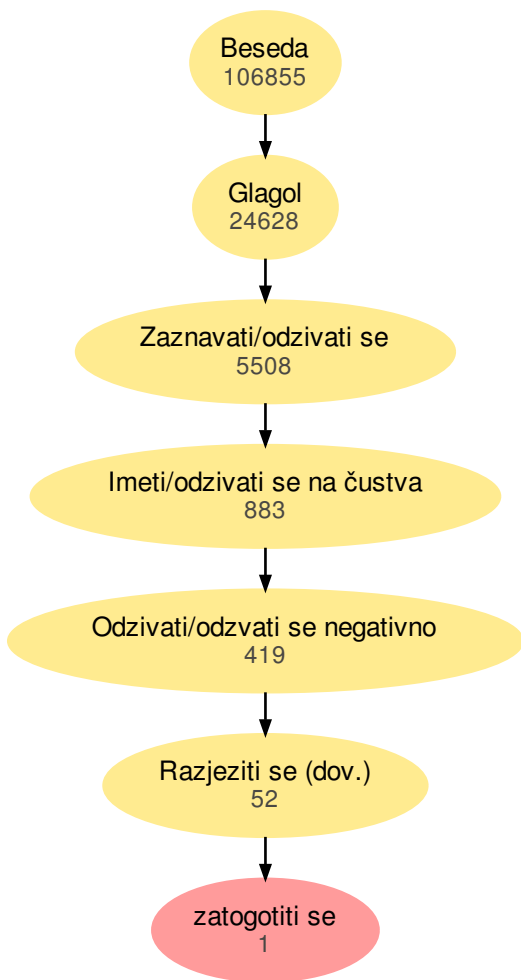 Beseda
106855
Glagol
24628
Zaznavati/odzivati se
5508
Imeti/odzivati se na čustva
883
Odzivati/odzvati se negativno
419
Razjeziti se (dov.)
52
zatogotiti se
1